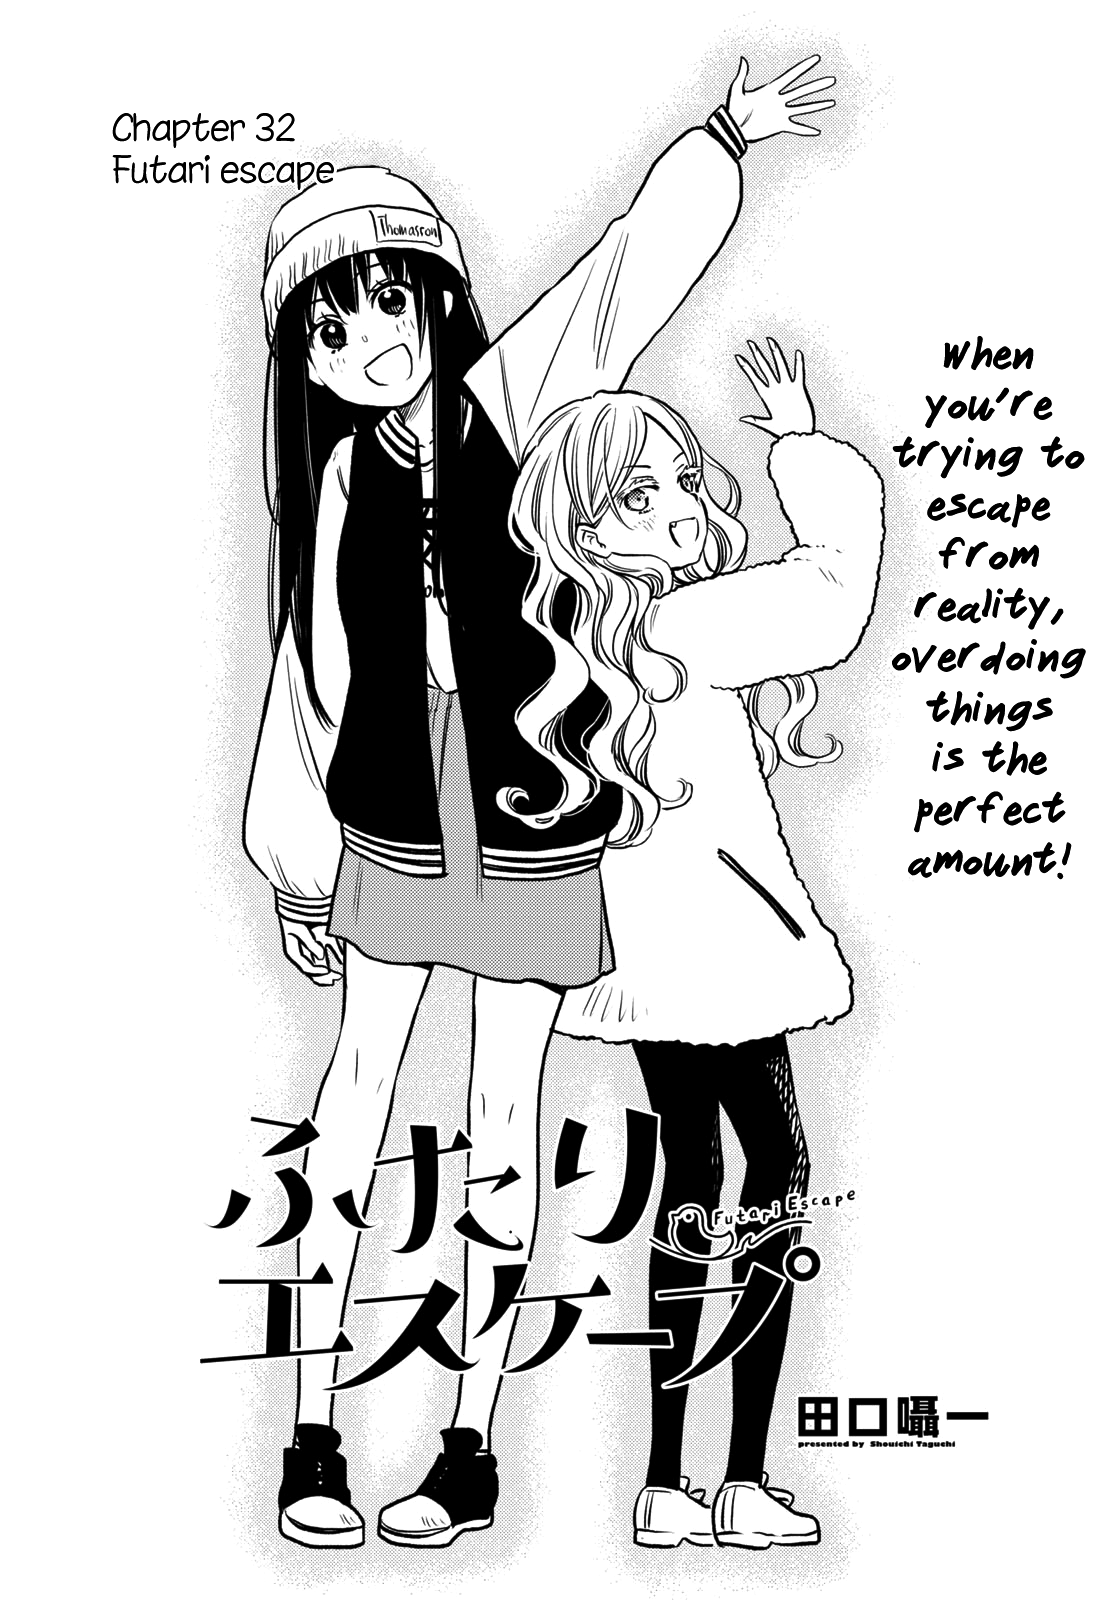 Chapter 32
Futari escape
Thomasson
When
you're
trying to
escape
from
reality,
overdoing
things
is the
perfect
amount!
ふたり
Futari Escape
エスケープ
田口囁一
presented by Shouichi Taguchi